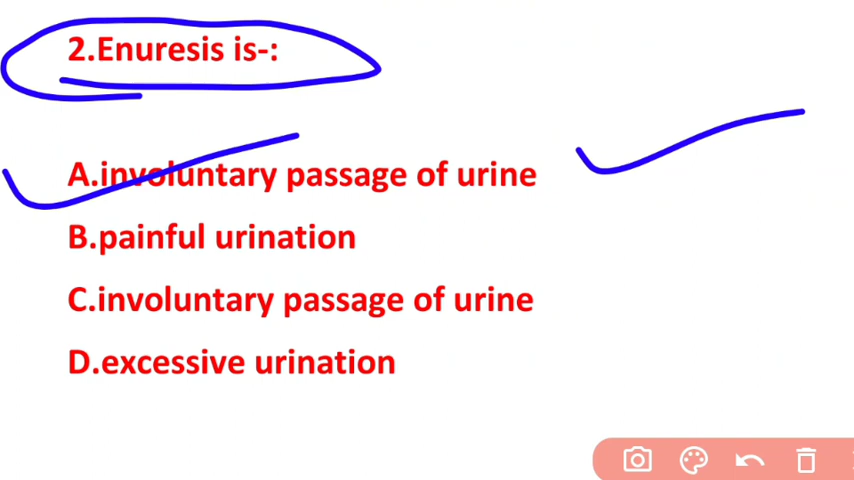 2.Enuresis is-:
A.involuntary passage of urine
B.painful urination
C.involuntary passage of urine
D.excessive urination